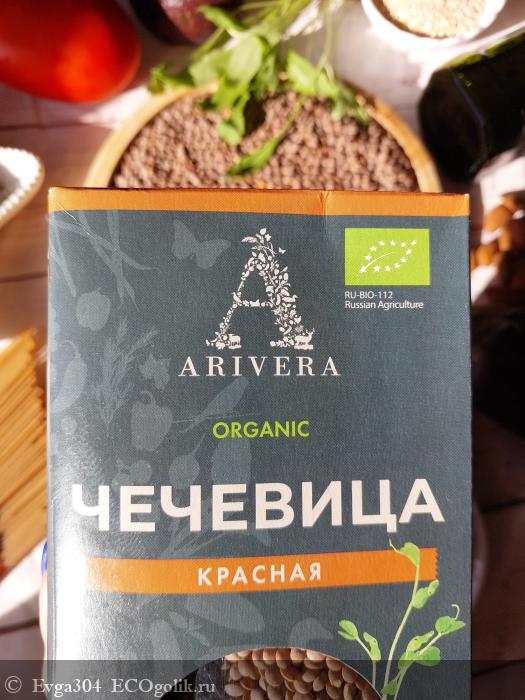 RU-BIO-112
Russian Agriculture
ARIVERA
ORGANIC
ЧЕЧЕВИЦА
КРАСНАЯ
© Evga304 ECOgolik.ru